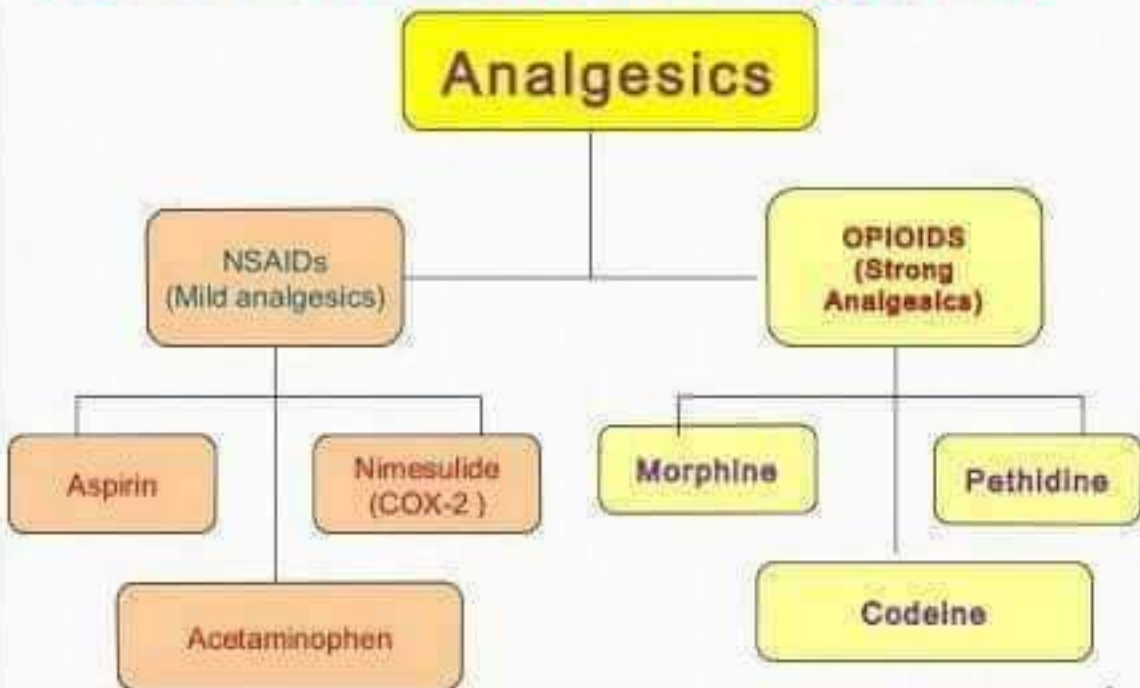 Analgesics
NSAIDs
(Mild analgesics)
OPIOIDS
(Strong
Analgesics)
Aspirin
Nimesulide
(COX-2 )
Acetaminophen
Morphine
Pethidine
Codeine